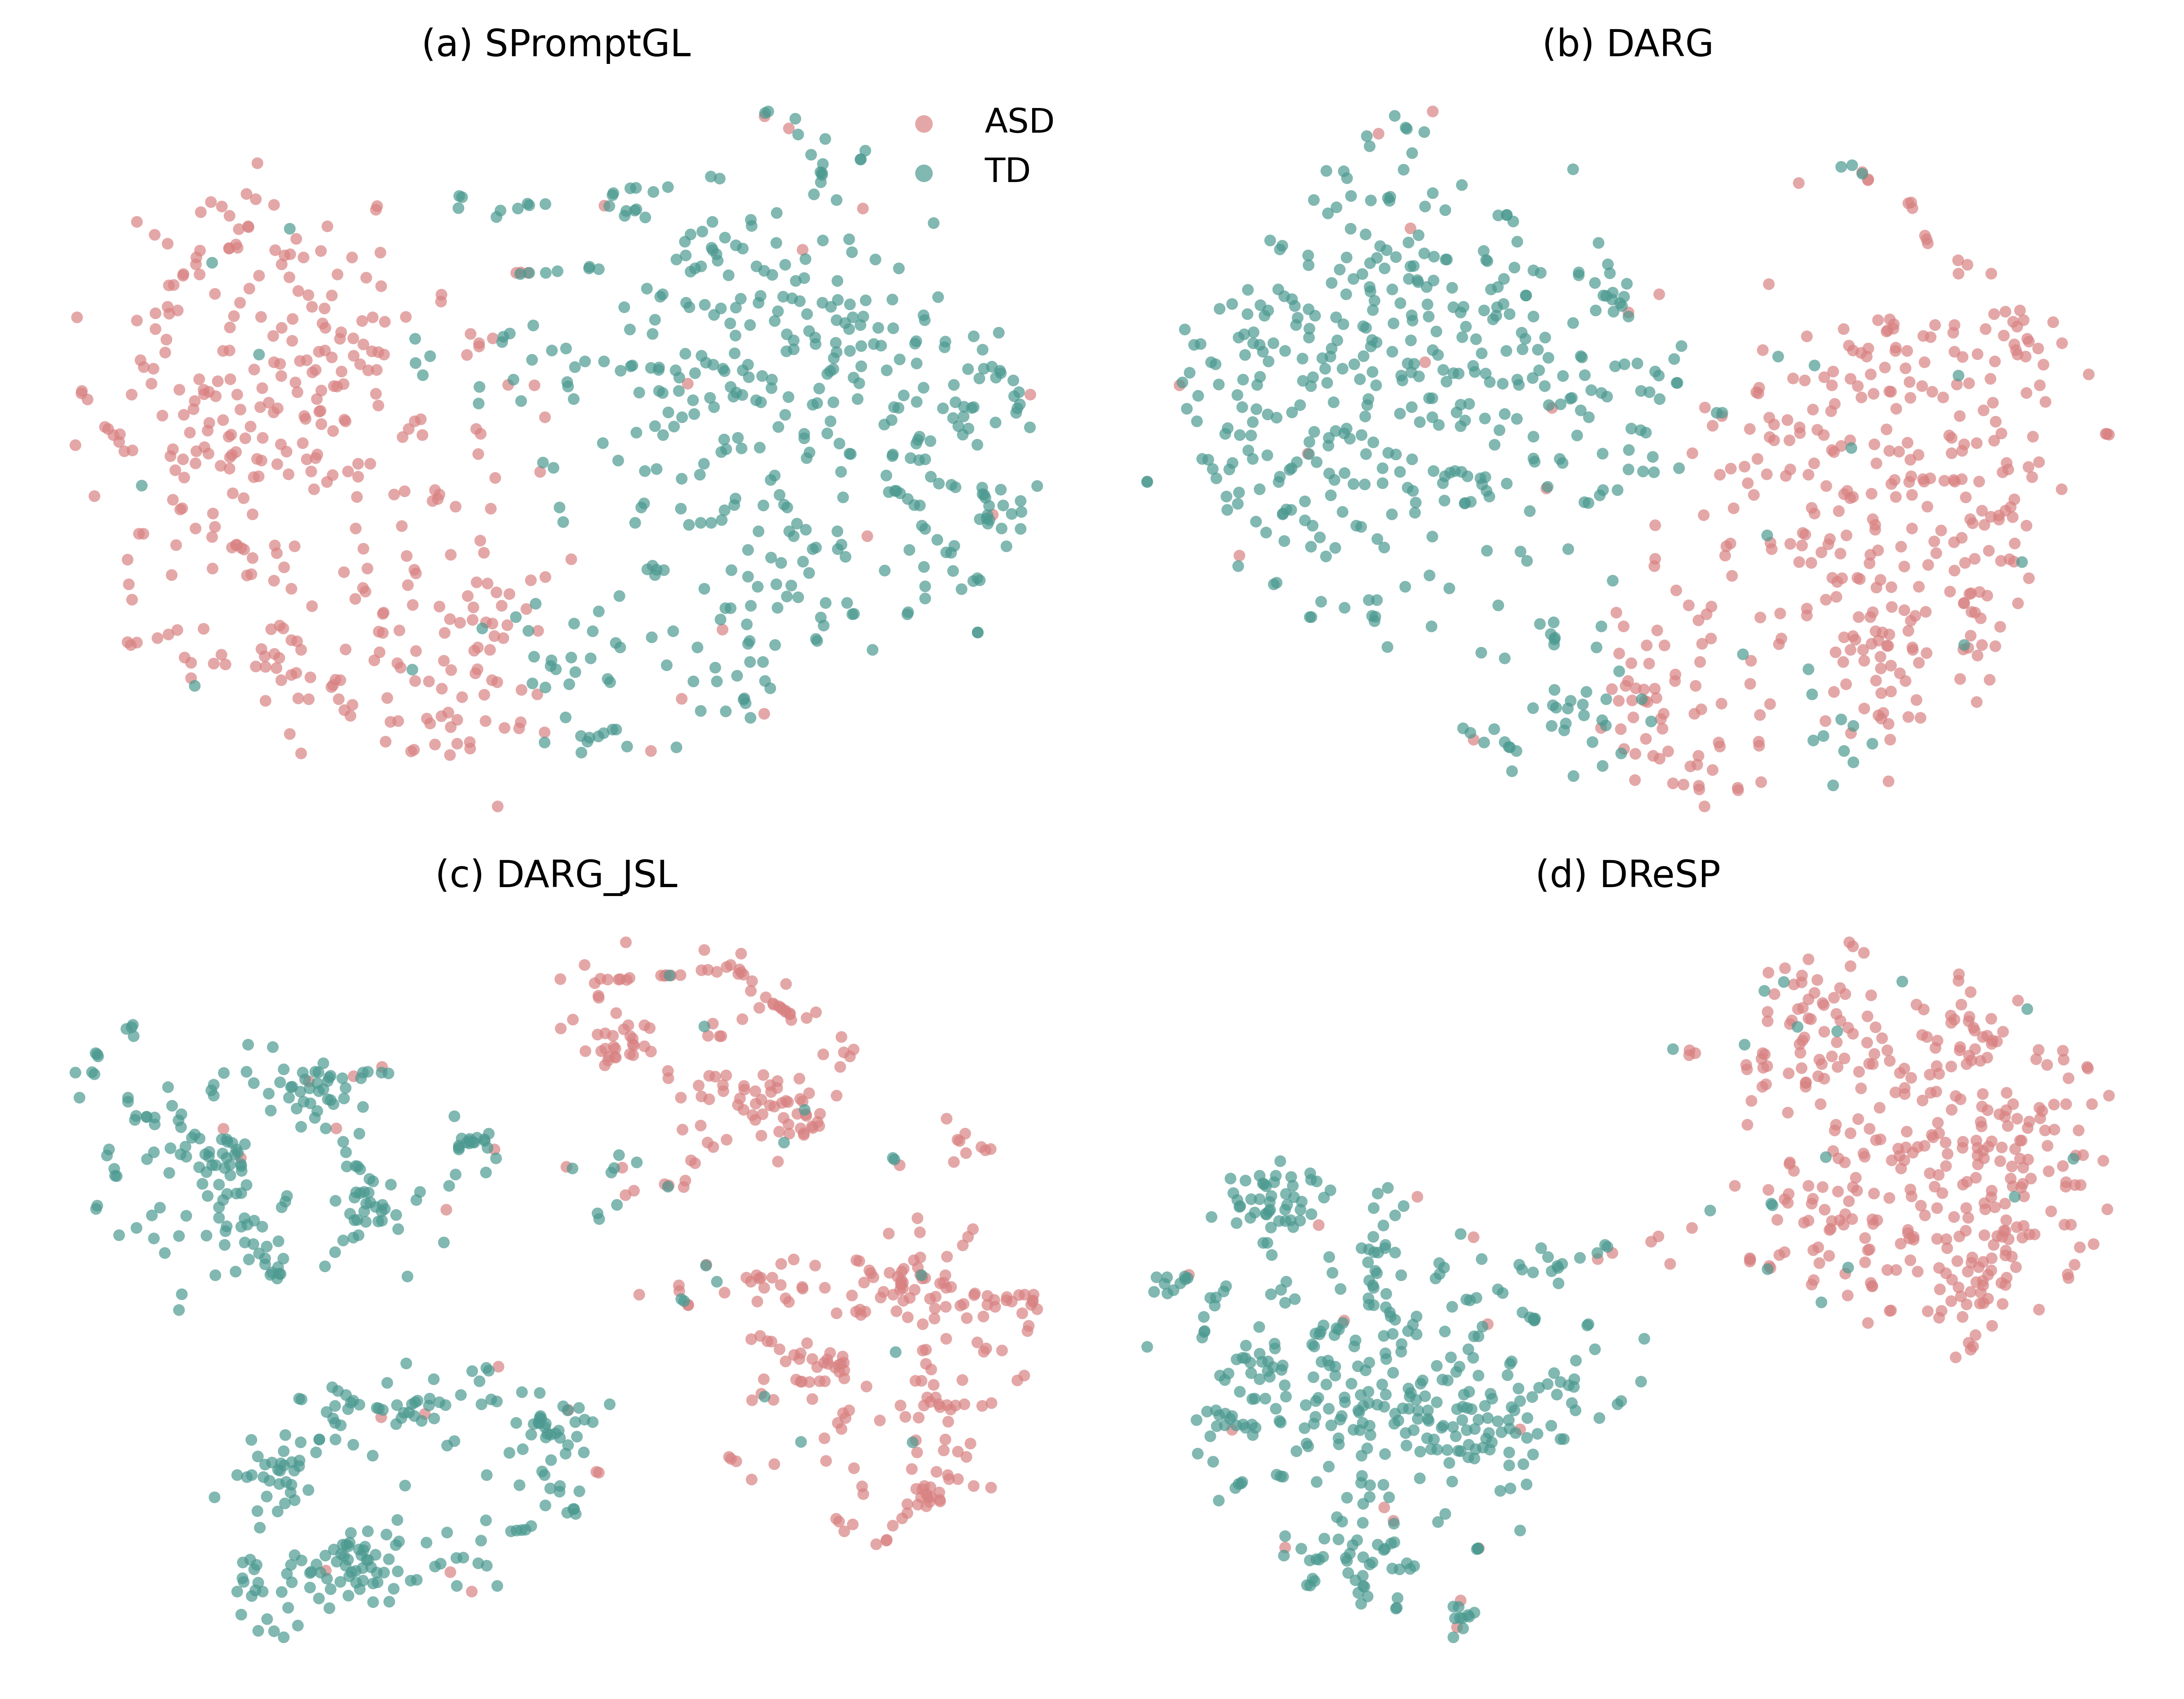 (a) SPromptGL
(b) DARG
ASD
TD
(c) DARG_JSL
(d) DReSP